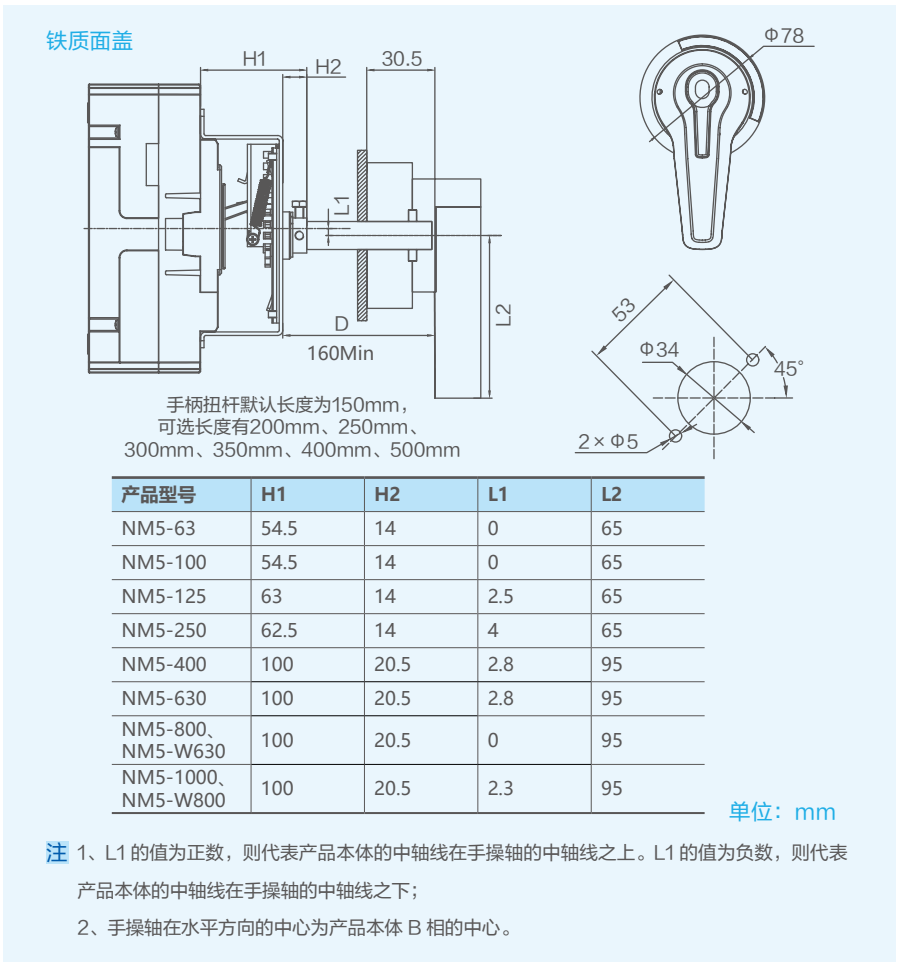 铁质面盖
H1
H2
30.5
Φ78
L1
L2
D
160Min
53
Φ34
45°
2×Φ5
手柄扭杆默认长度为150mm，
可选长度有200mm、250mm、
300mm、350mm、400mm、500mm
产品型号 H1 H2 L1 L2
NM5-63 54.5 14 0 65
NM5-100 54.5 14 0 65
NM5-125 63 14 2.5 65
NM5-250 62.5 14 4 65
NM5-400 100 20.5 2.8 95
NM5-630 100 20.5 2.8 95
NM5-800、
NM5-W630 100 20.5 0 95
NM5-1000、
NM5-W800 100 20.5 2.3 95
单位：mm
注 1、L1 的值为正数，则代表产品本体的中轴线在手操轴的中轴线之上。L1 的值为负数，则代表
产品本体的中轴线在手操轴的中轴线之下；
2、手操轴在水平方向的中心为产品本体 B 相的中心。